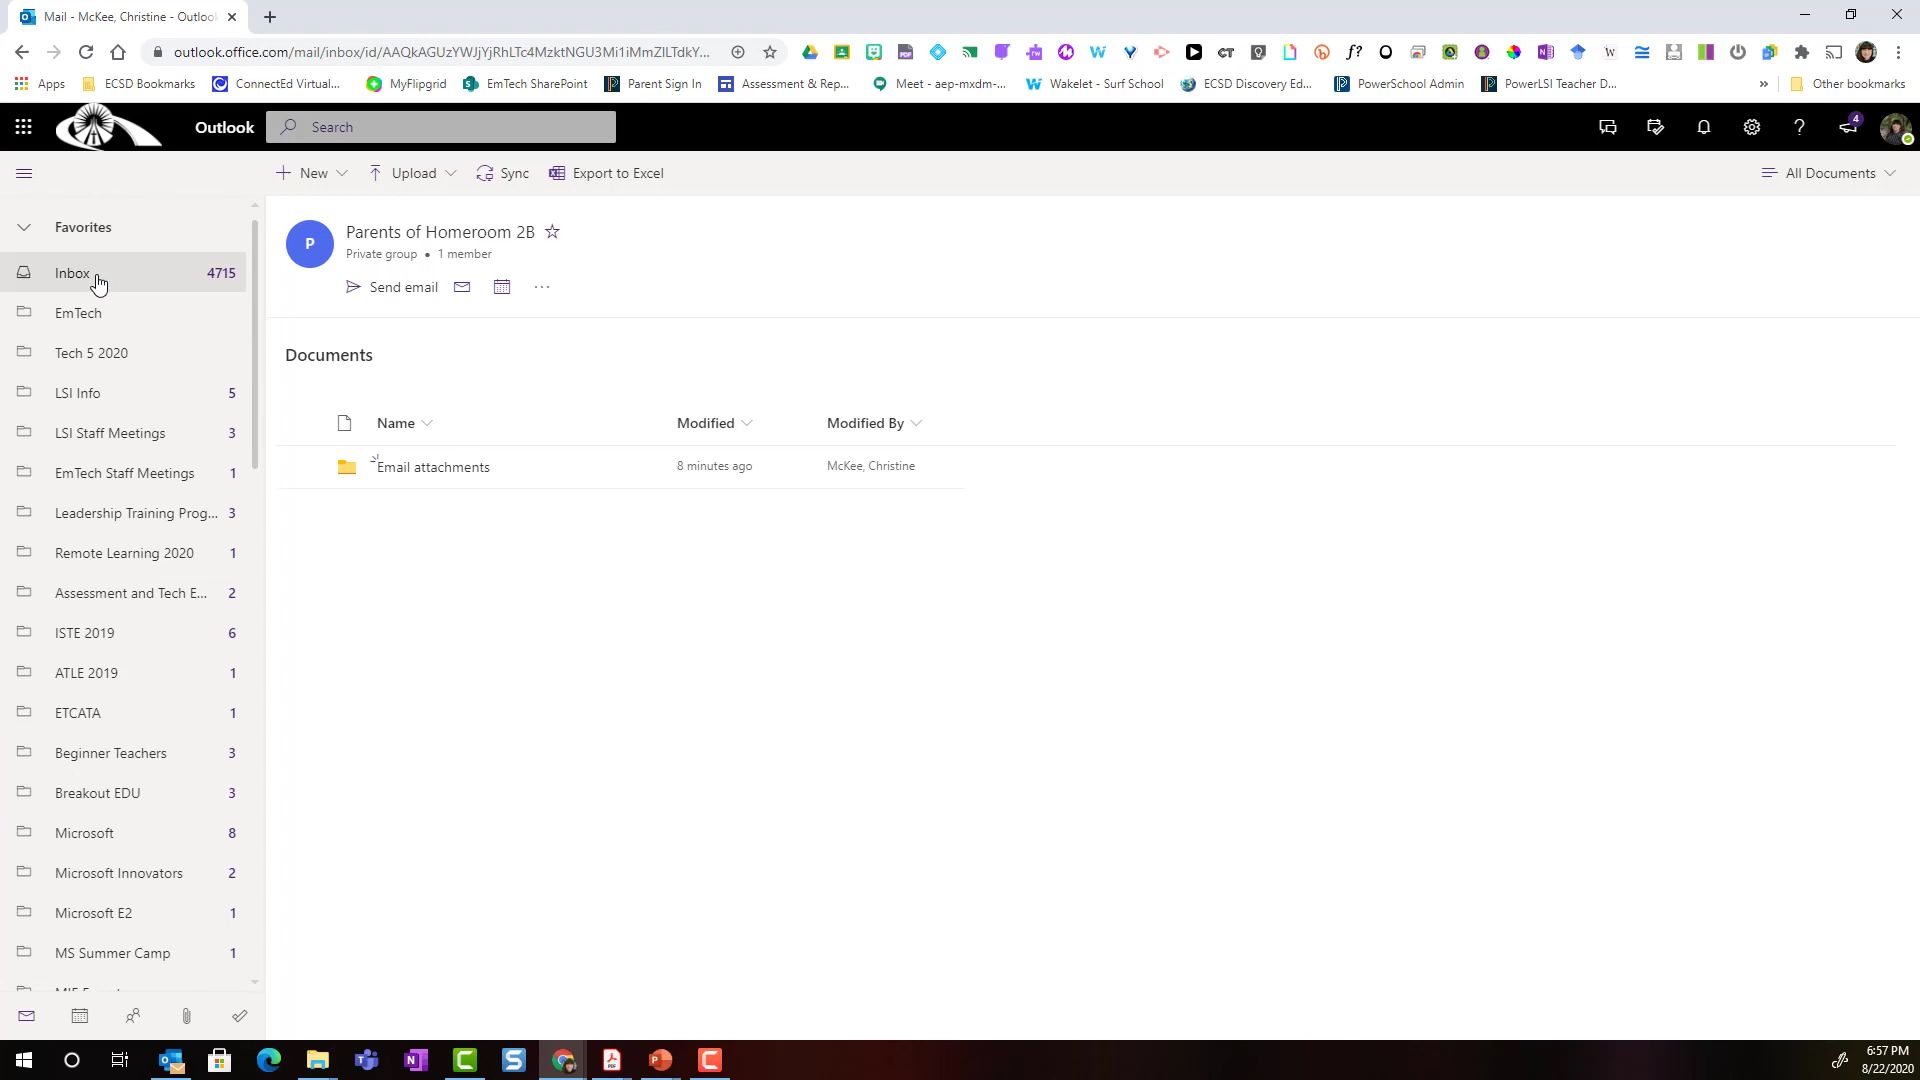 Mail - McKee, Christine - Outlook
outlook.office.com/mail/inbox/id/AAQkAGUzYWJjYjRhLTc4MzktNGU3Mi1iMmZlLTdkY...
Apps ECSD Bookmarks ConnectEd Virtual... MyFlipgrid EmTech SharePoint Parent Sign In Assessment & Rep... Meet - aep-mxdm-... Wakelet - Surf School ECSD Discovery Ed... PowerSchool Admin PowerLSI Teacher D... » Other bookmarks
Outlook Search 4
New Upload Sync Export to Excel All Documents
Favorites
Inbox 4715
EmTech
Tech 5 2020
LSI Info 5
LSI Staff Meetings 3
EmTech Staff Meetings 1
Leadership Training Prog... 3
Remote Learning 2020 1
Assessment and Tech E... 2
ISTE 2019 6
ATLE 2019 1
ETCATA 1
Beginner Teachers 3
Breakout EDU 3
Microsoft 8
Microsoft Innovators 2
Microsoft E2 1
MS Summer Camp 1
P
Parents of Homeroom 2B
Private group • 1 member
Send email ...
Documents
Name Modified Modified By
Email attachments 8 minutes ago McKee, Christine
6:57 PM
8/22/2020